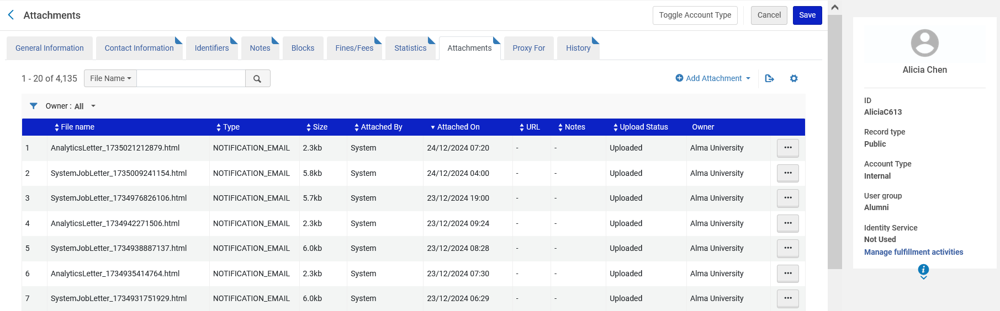 Attachments
Toggle Account Type Cancel Save
General Information Contact Information Identifiers Notes Blocks Fines/Fees Statistics Attachments Proxy For History
1 - 20 of 4,135 File Name Add Attachment
Owner : All
File name Type Size Attached By Attached On URL Notes Upload Status Owner
1 AnalyticsLetter_1735021212879.html NOTIFICATION_EMAIL 2.3kb System 24/12/2024 07:20 - - Uploaded Alma University
2 SystemJobLetter_1735009241154.html NOTIFICATION_EMAIL 5.8kb System 24/12/2024 04:00 - - Uploaded Alma University
3 SystemJobLetter_1734976826106.html NOTIFICATION_EMAIL 5.7kb System 23/12/2024 19:00 - - Uploaded Alma University
4 AnalyticsLetter_1734942271506.html NOTIFICATION_EMAIL 2.3kb System 23/12/2024 09:24 - - Uploaded Alma University
5 SystemJobLetter_1734938887137.html NOTIFICATION_EMAIL 6.0kb System 23/12/2024 08:28 - - Uploaded Alma University
6 AnalyticsLetter_1734935414764.html NOTIFICATION_EMAIL 2.3kb System 23/12/2024 07:30 - - Uploaded Alma University
7 SystemJobLetter_1734931751929.html NOTIFICATION_EMAIL 6.0kb System 23/12/2024 06:29 - - Uploaded Alma University
Alicia Chen
ID
AliciaC613
Record type
Public
Account Type
Internal
User group
Alumni
Identity Service
Not Used
Manage fulfillment activities